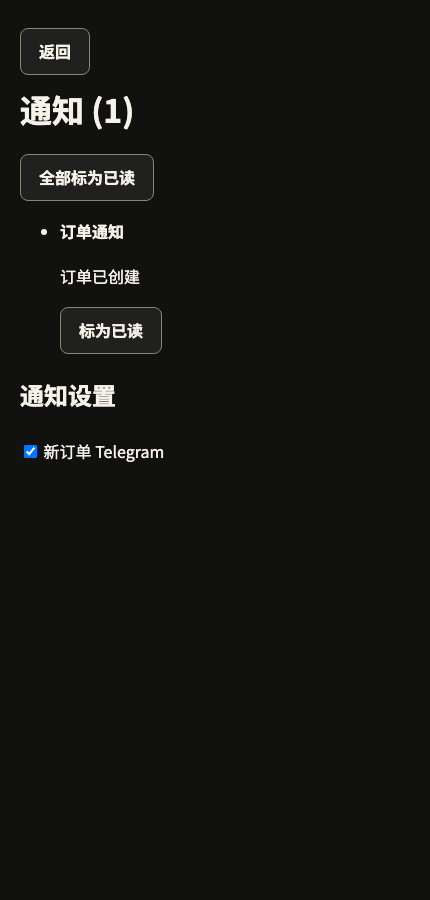 返回
通知 (1)
全部标为已读
订单通知
订单已创建
标为已读
通知设置
新订单 Telegram